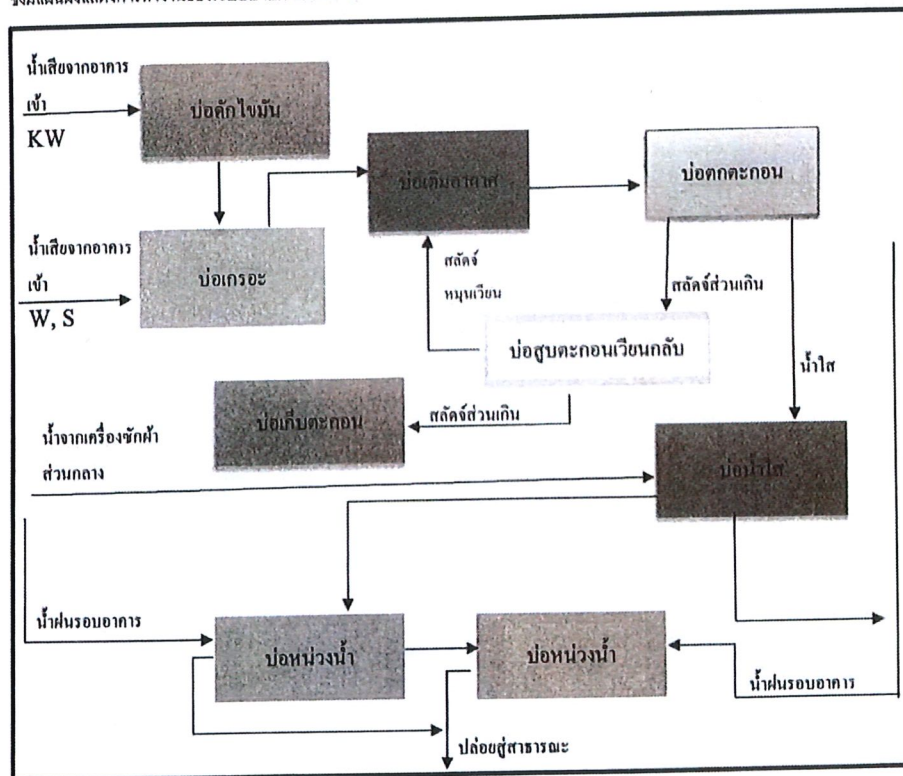 น้ำเสียจากอาคาร
เข้า
KW
บ่อดักไขมัน
บ่อเติมอากาศ
บ่อตกตะกอน
น้ำเสียจากอาคาร
เข้า
W, S
บ่อเกรอะ
สลัดจ์
หมุนเวียน
สลัดจ์ส่วนเกิน
บ่อสูบตะกอนเวียนกลับ
น้ำใส
บ่อเก็บตะกอน
สลัดจ์ส่วนเกิน
น้ำจากเครื่องซักผ้า
ส่วนกลาง
บ่อน้ำใส
น้ำฝนรอบอาคาร
บ่อหน่วงน้ำ
บ่อหน่วงน้ำ
น้ำฝนรอบอาคาร
ปล่อยสู่สาธารณะ